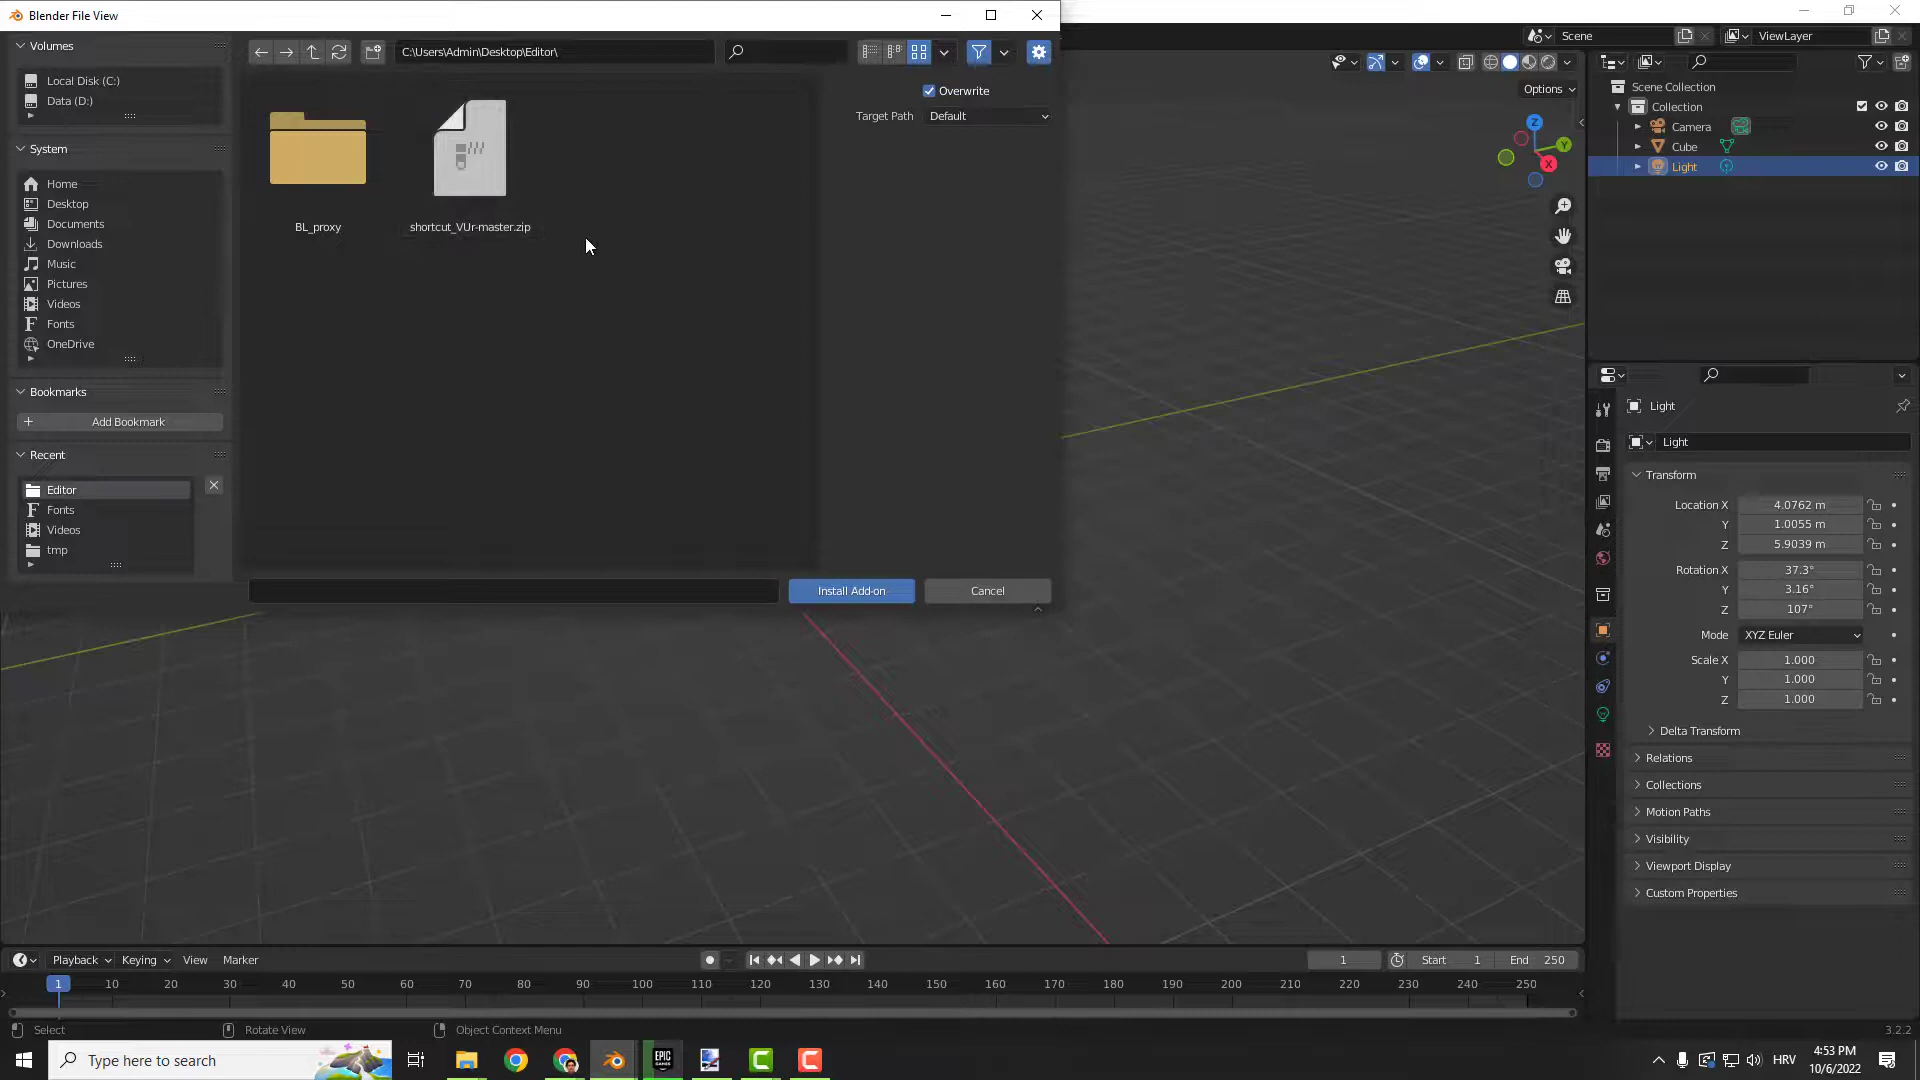 Blender File View
Volumes
Local Disk (C:)
Data (D:)
System
Home
Desktop
Documents
Downloads
Music
Pictures
Videos
Fonts
OneDrive
Bookmarks
Add Bookmark
Recent
Editor
Fonts
Videos
tmp
C:\Users\Admin\Desktop\Editor\
BL_proxy
shortcut_VUr-master.zip
Overwrite
Target Path Default
Install Add-on
Cancel
Scene
ViewLayer
Options
Z
Y
X
Scene Collection
Collection
Camera
Cube
Light
Light
Light
Transform
Location X 4.0762 m
Y 1.0055 m
Z 5.9039 m
Rotation X 37.3°
Y 3.16°
Z 107°
Mode XYZ Euler
Scale X 1.000
Y 1.000
Z 1.000
Delta Transform
Relations
Collections
Motion Paths
Visibility
Viewport Display
Custom Properties
Playback Keying View Marker
1 Start 1 End 250
1 10 20 30 40 50 60 70 80 90 100 110 120 130 140 150 160 170 180 190 200 210 220 230 240 250
Select Rotate View Object Context Menu
3.2.2
Type here to search
EPIC GAMES
HRV
4:53 PM
10/6/2022